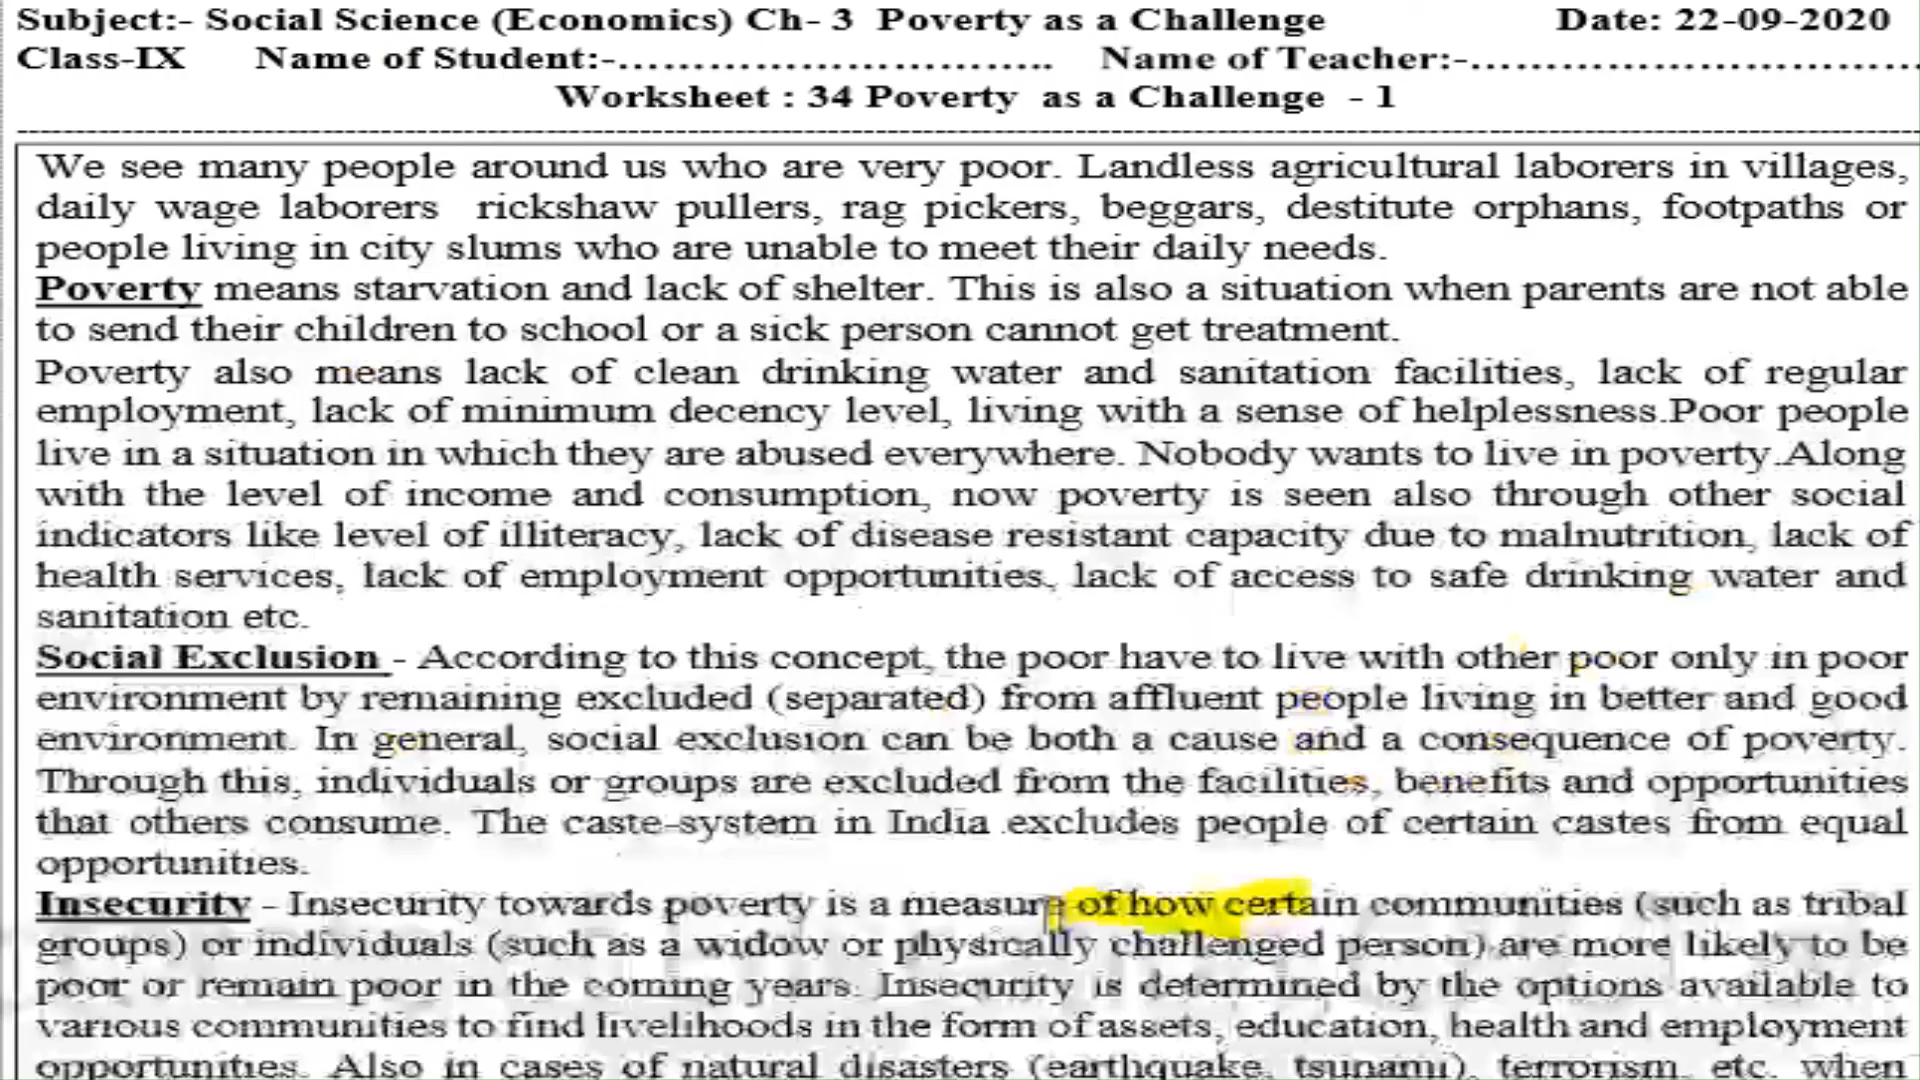 Subject:- Social Science (Economics) Ch- 3 Poverty as a Challenge Date: 22-09-2020
Class-IX Name of Student:-................................ Name of Teacher:-................................
Worksheet : 34 Poverty as a Challenge - 1
We see many people around us who are very poor. Landless agricultural laborers in villages,
daily wage laborers rickshaw pullers, rag pickers, beggars, destitute orphans, footpaths or
people living in city slums who are unable to meet their daily needs.
Poverty means starvation and lack of shelter. This is also a situation when parents are not able
to send their children to school or a sick person cannot get treatment.
Poverty also means lack of clean drinking water and sanitation facilities, lack of regular
employment, lack of minimum decency level, living with a sense of helplessness.Poor people
live in a situation in which they are abused everywhere. Nobody wants to live in poverty.Along
with the level of income and consumption, now poverty is seen also through other social
indicators like level of illiteracy, lack of disease resistant capacity due to malnutrition, lack of
health services, lack of employment opportunities, lack of access to safe drinking water and
sanitation etc.
Social Exclusion - According to this concept, the poor have to live with other poor only in poor
environment by remaining excluded (separated) from affluent people living in better and good
environment. In general, social exclusion can be both a cause and a consequence of poverty.
Through this, individuals or groups are excluded from the facilities, benefits and opportunities
that others consume. The caste-system in India excludes people of certain castes from equal
opportunities.
Insecurity - Insecurity towards poverty is a measure of how certain communities (such as tribal
groups) or individuals (such as a widow or physically challenged person) are more likely to be
poor or remain poor in the coming years. Insecurity is determined by the options available to
various communities to find livelihoods in the form of assets, education, health and employment
opportunities. Also in cases of natural disasters (earthquake, tsunami), terrorism, etc. when